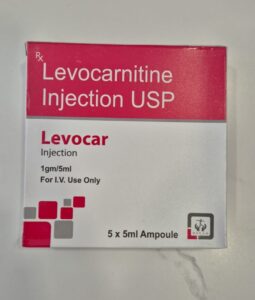 Rx
Levocarnitine
Injection USP
Levocar
Injection
1gm/5ml
For I.V. Use Only
5 x 5ml Ampoule